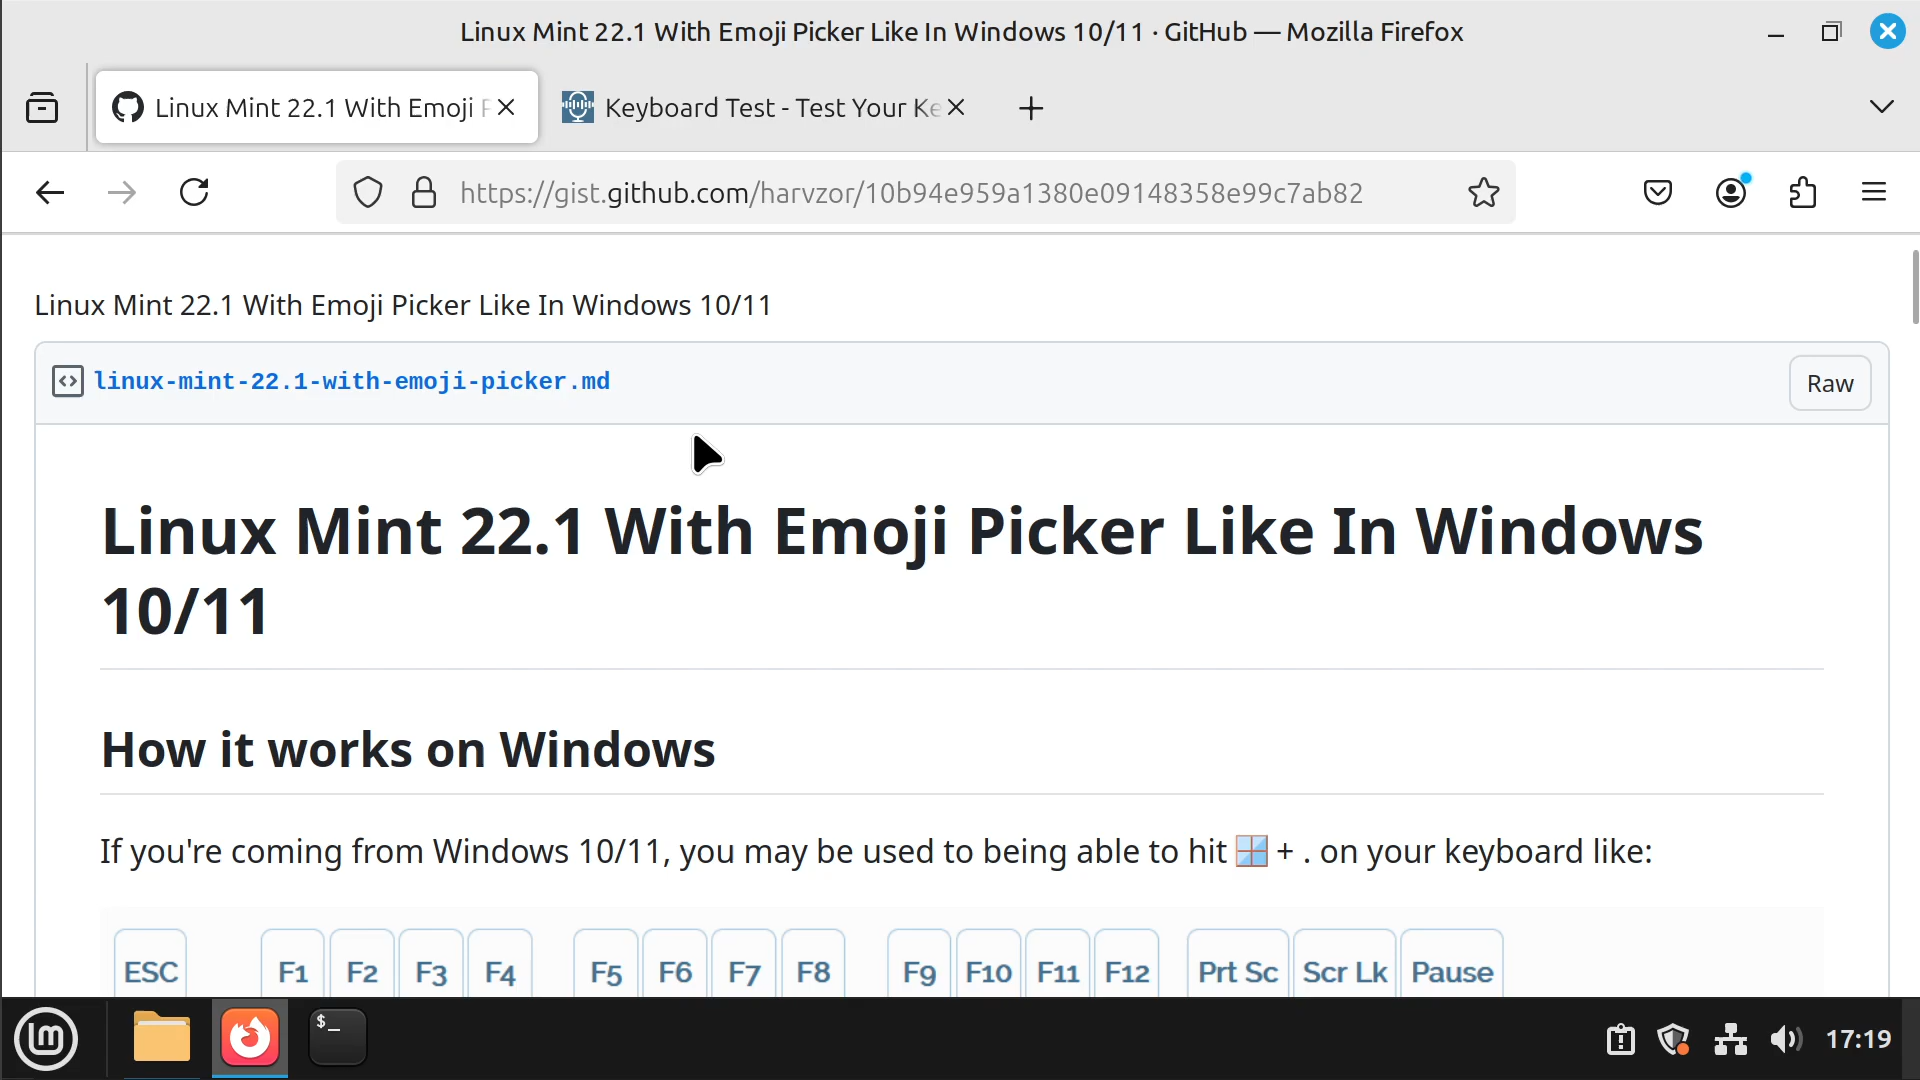 Linux Mint 22.1 With Emoji Picker Like In Windows 10/11 · GitHub — Mozilla Firefox
Linux Mint 22.1 With Emoji P
Keyboard Test - Test Your Ke
https://gist.github.com/harvzor/10b94e959a1380e09148358e99c7ab82
Linux Mint 22.1 With Emoji Picker Like In Windows 10/11
linux-mint-22.1-with-emoji-picker.md
Raw
Linux Mint 22.1 With Emoji Picker Like In Windows
10/11
How it works on Windows
If you're coming from Windows 10/11, you may be used to being able to hit 🪟 + . on your keyboard like:
ESC F1 F2 F3 F4 F5 F6 F7 F8 F9 F10 F11 F12 Prt Sc Scr Lk Pause
$_
17:19